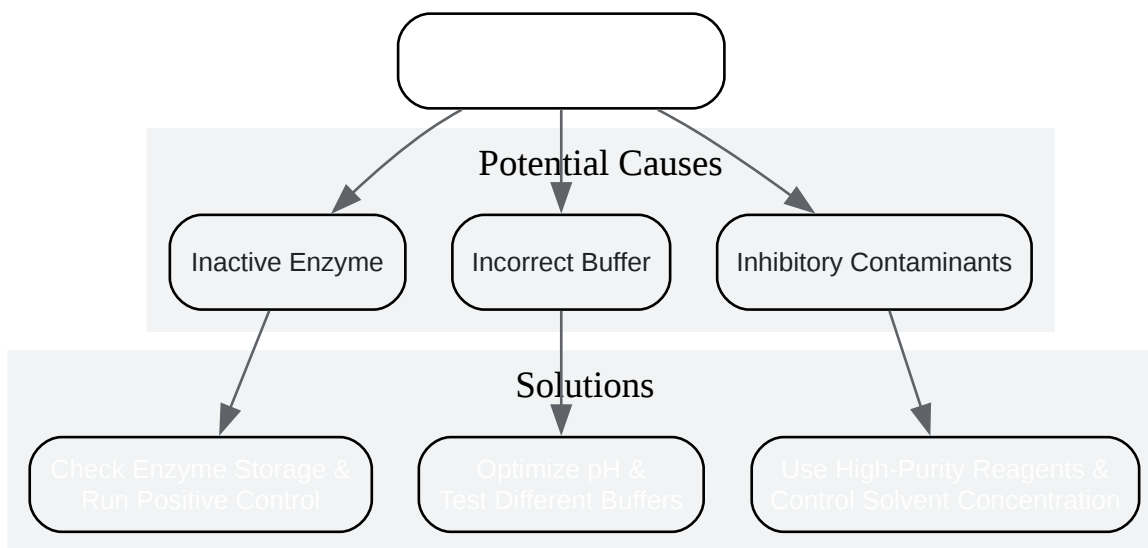 Potential Causes
Inactive Enzyme
Incorrect Buffer
Inhibitory Contaminants
Solutions
Check Enzyme Storage &
Run Positive Control
Optimize pH &
Test Different Buffers
Use High-Purity Reagents &
Control Solvent Concentration